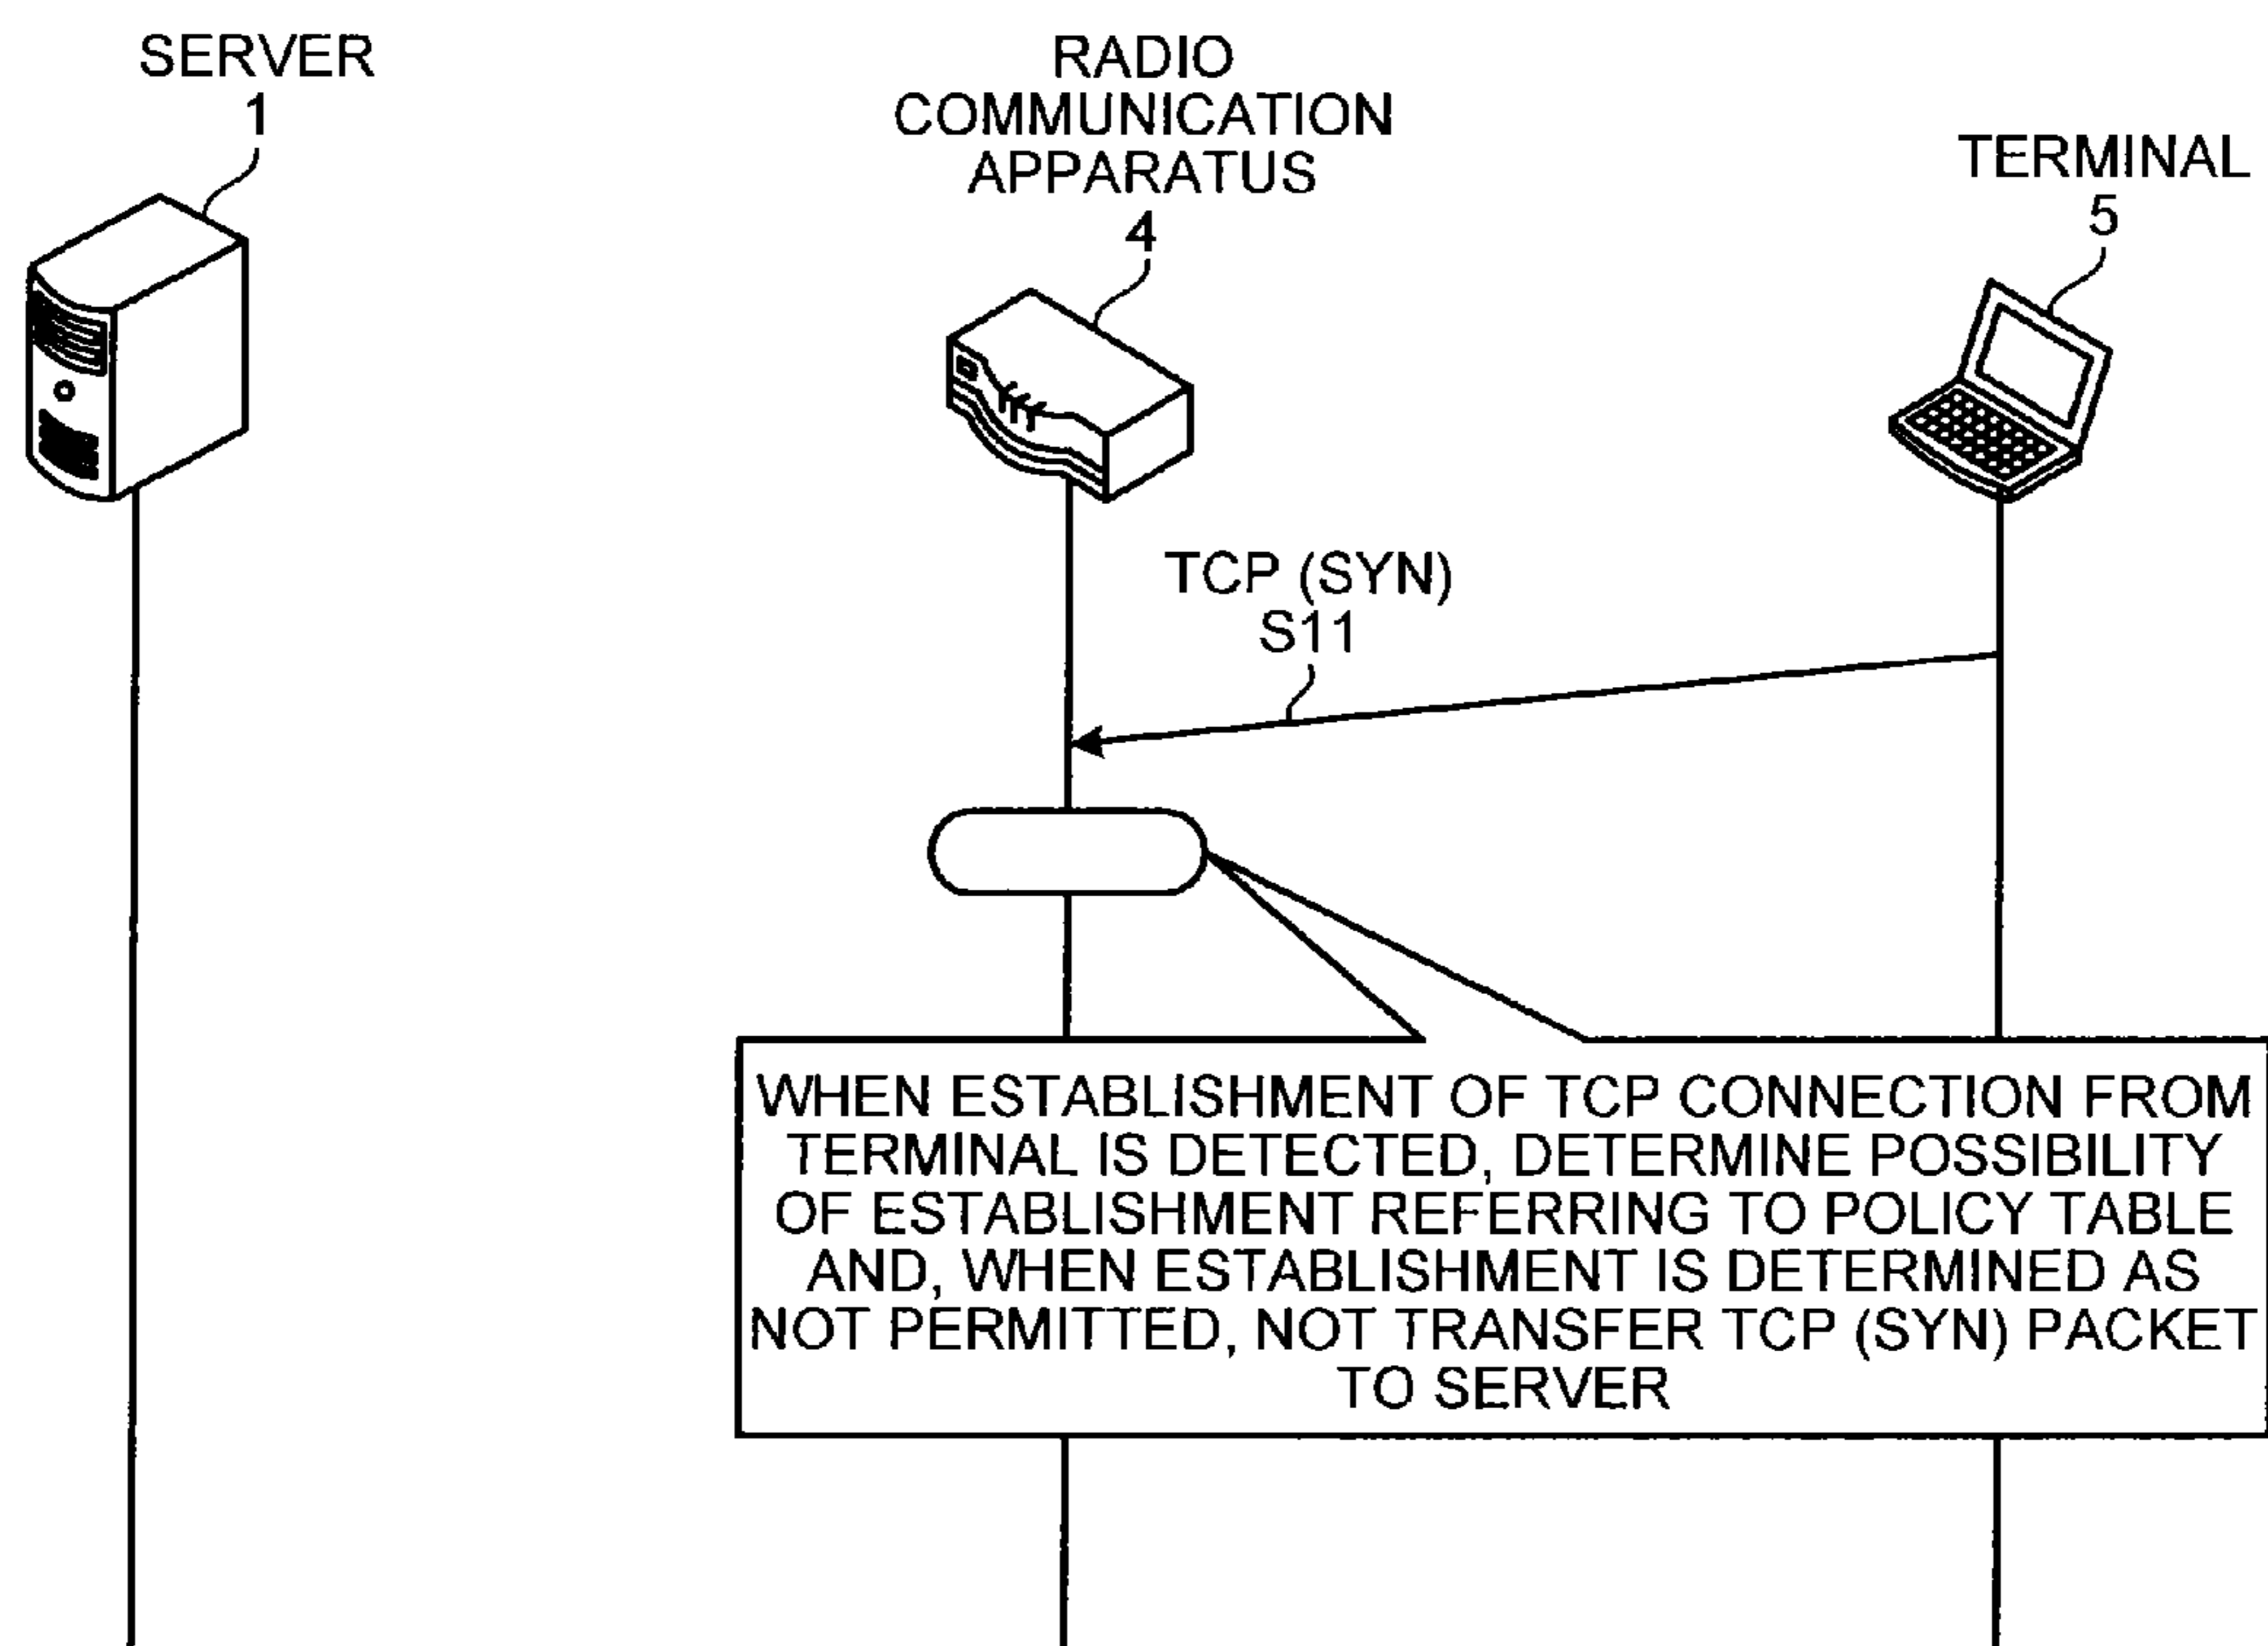 SERVER
1
RADIO
COMMUNICATION
APPARATUS
4
TERMINAL
5
TCP (SYN)
S11
WHEN ESTABLISHMENT OF TCP CONNECTION FROM
TERMINAL IS DETECTED, DETERMINE POSSIBILITY
OF ESTABLISHMENT REFERRING TO POLICY TABLE
AND, WHEN ESTABLISHMENT IS DETERMINED AS
NOT PERMITTED, NOT TRANSFER TCP (SYN) PACKET
TO SERVER